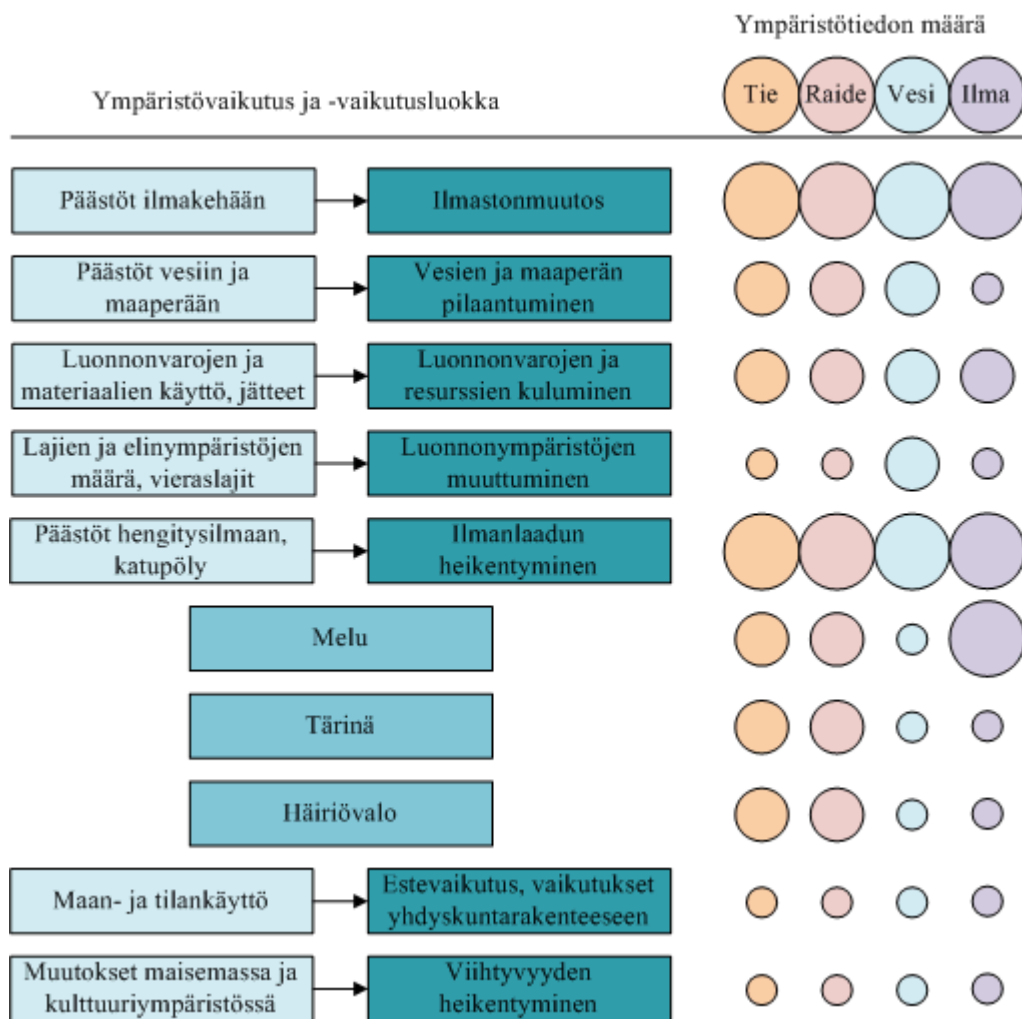 Ympäristötiedon määrä
Ympäristövaikutus ja -vaikutusluokka
Tie Raide Vesi Ilma
Päästöt ilmakehään
Ilmastonmuutos
Päästöt vesiin ja
maaperään
Vesien ja maaperän
pilaantuminen
Luonnonvarojen ja
materiaalien käyttö, jätteet
Luonnonvarojen ja
resurssien kuluminen
Lajien ja elinympäristöjen
määrä, vieraslajit
Luonnonympäristöjen
muuttuminen
Päästöt hengitysilmaan,
katupöly
Ilmanlaadun
heikentyminen
Melu
Tärinä
Häiriövalo
Maan- ja tilankäyttö
Estevaikutus, vaikutukset
yhdyskuntarakenteeseen
Muutokset maisemassa ja
kulttuuriympäristössä
Viihtyvyyden
heikentyminen